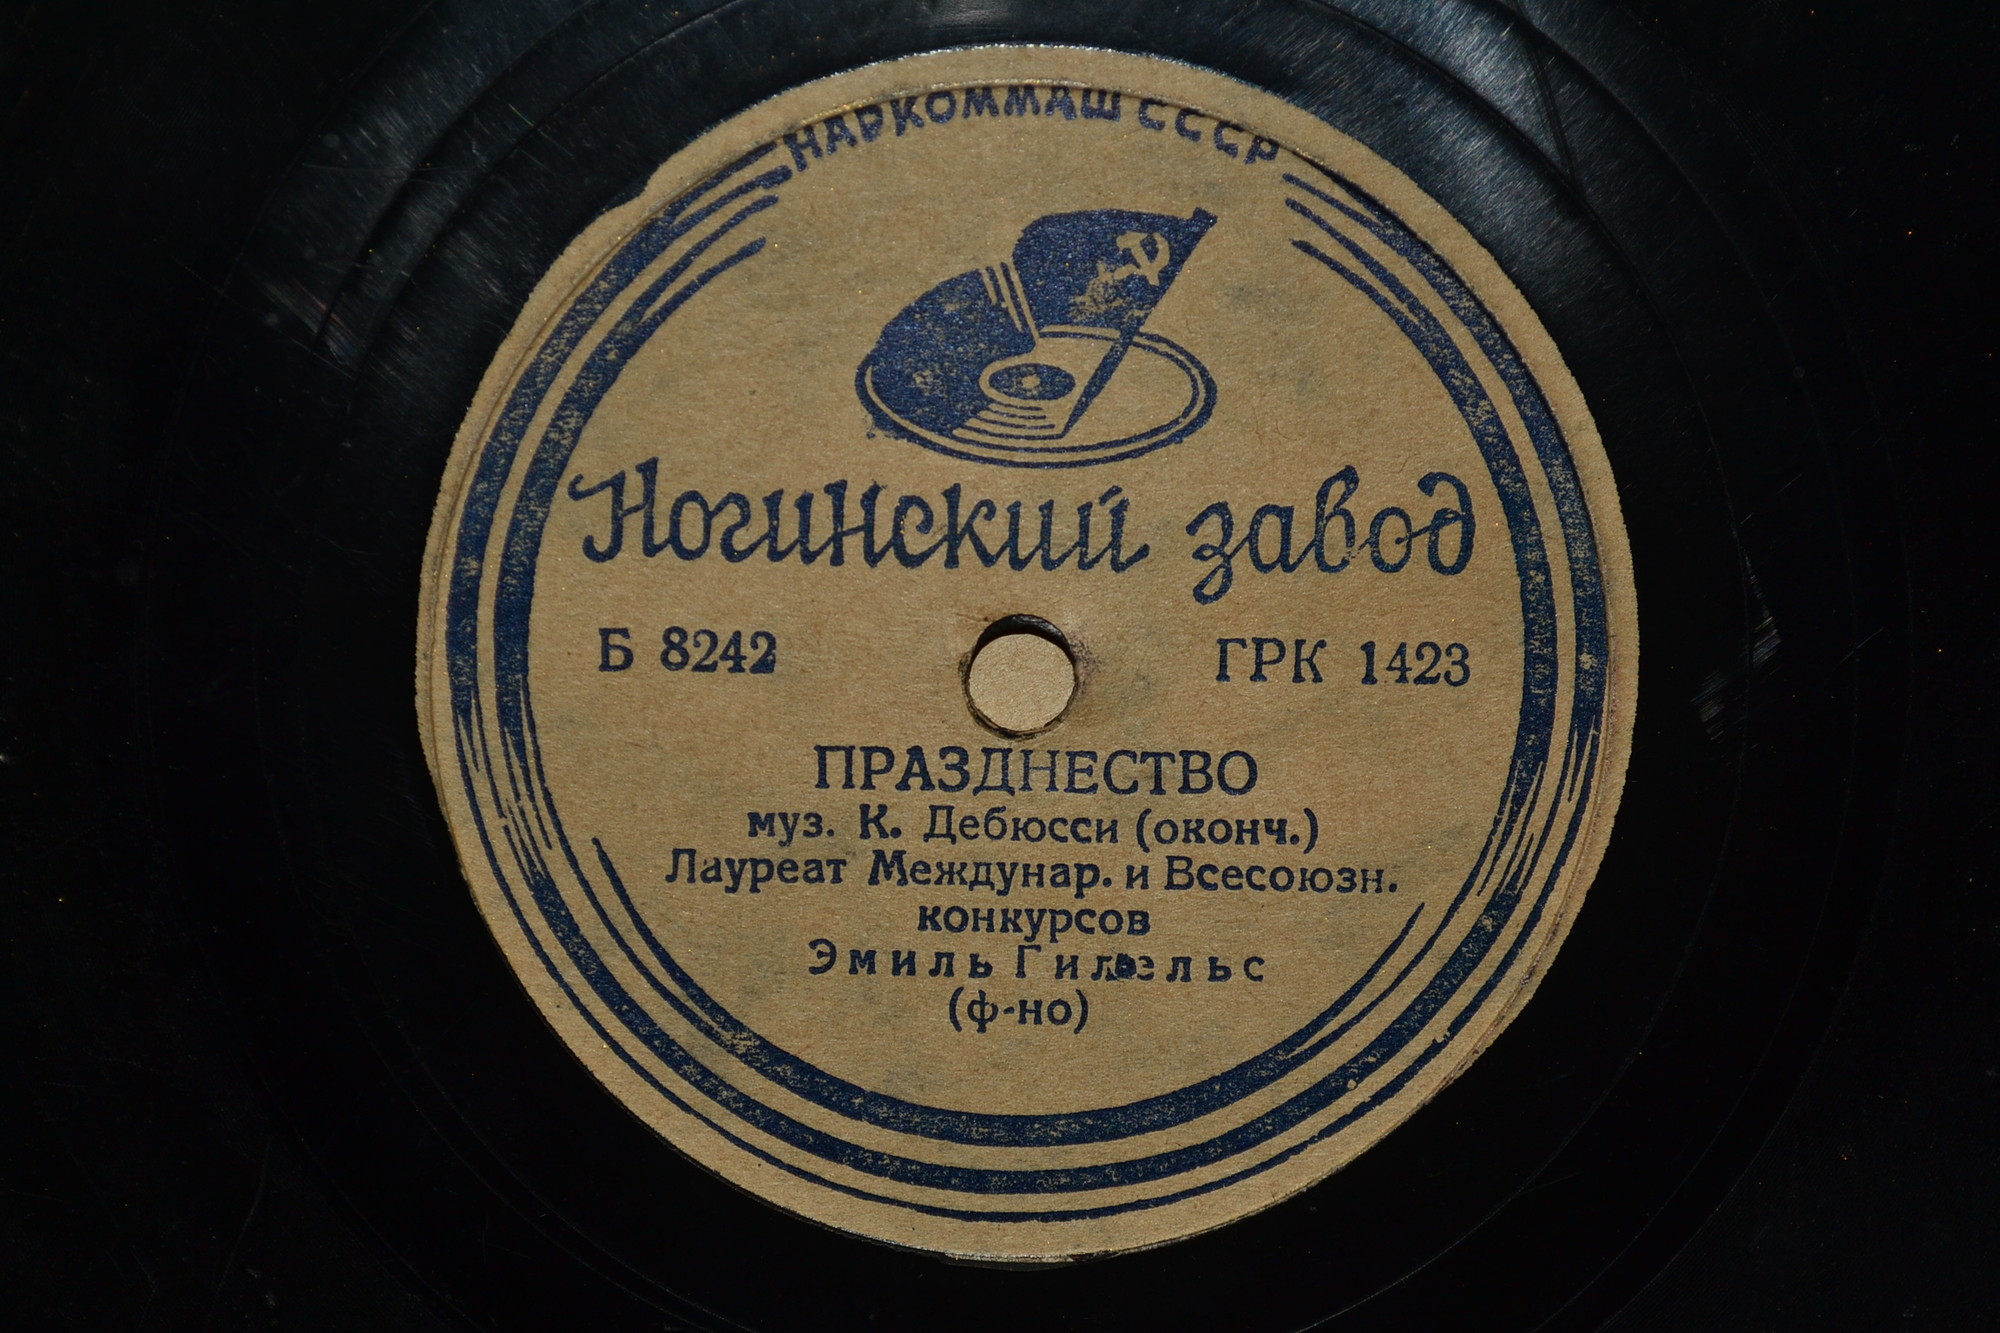 НАРКОММАШ СССР
Ногинский завод
Б 8242
ГРК 1423
ПРАЗДНЕСТВО
муз. К. Дебюсси (оконч.)
Лауреат Междунар. и Всесоюзн.
конкурсов
Эмиль Гилельс
(ф-но)